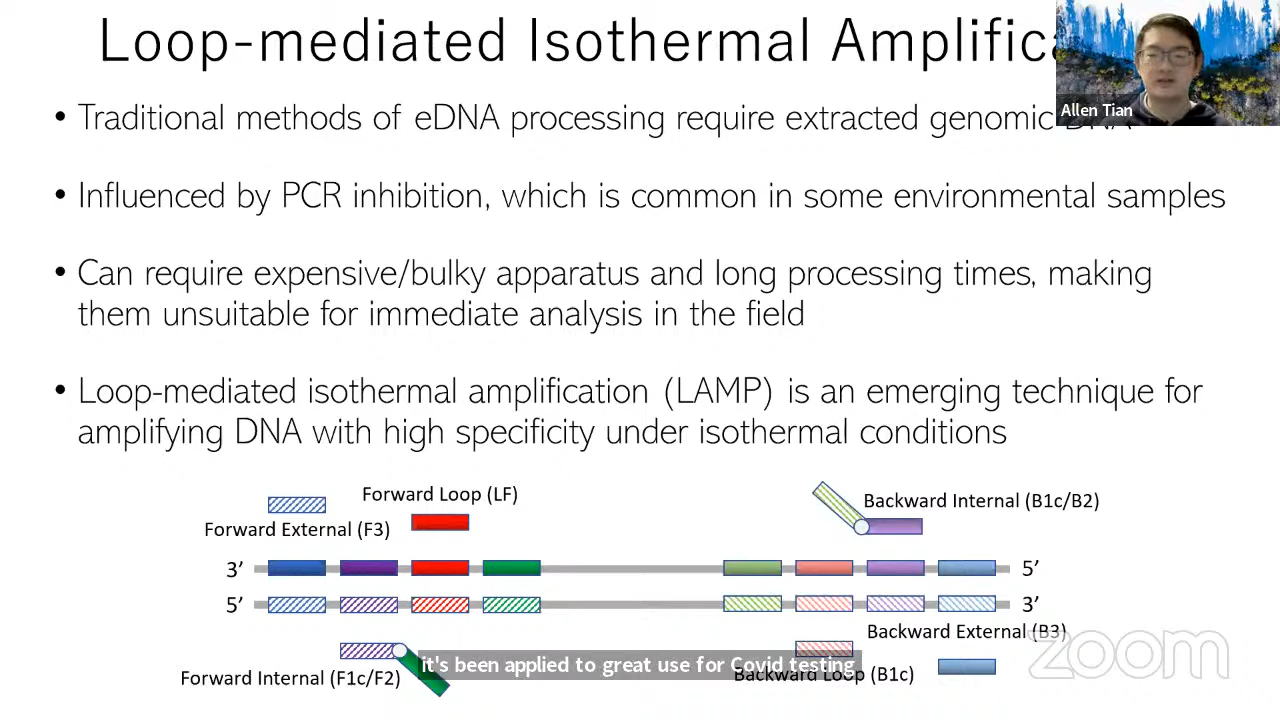 Loop-mediated Isothermal Amplifica
Allen Tian
• Traditional methods of eDNA processing require extracted genomic DNA
• Influenced by PCR inhibition, which is common in some environmental samples
• Can require expensive/bulky apparatus and long processing times, making
them unsuitable for immediate analysis in the field
• Loop-mediated isothermal amplification (LAMP) is an emerging technique for
amplifying DNA with high specificity under isothermal conditions
Forward Loop (LF)
Backward Internal (B1c/B2)
Forward External (F3)
3’ 5’
5’ 3’
Backward External (B3)
it's been applied to great use for Covid testing
Forward Internal (F1c/F2)
Backward Loop (B1c)
zoom